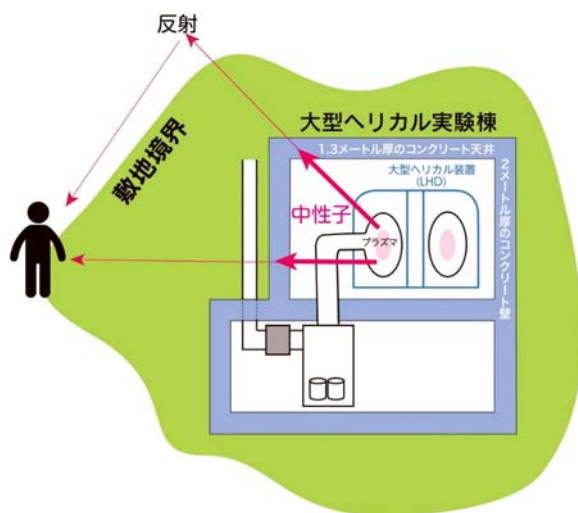 反射
敷地境界
大型ヘリカル実験棟
1.3メートル厚のコンクリート天井
大型ヘリカル装置
(LHD)
2メートル厚のコンクリート壁
中性子
プラズマ